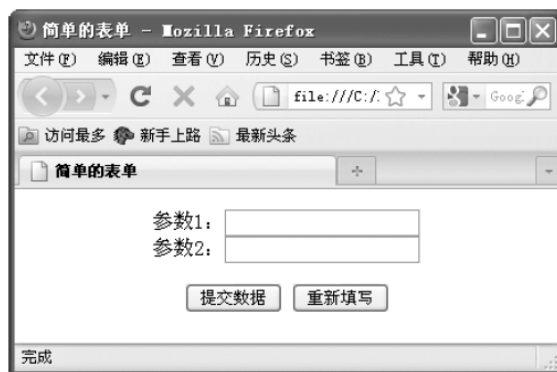 简单的表单 - Mozilla Firefox
文件(F) 编辑(E) 查看(V) 历史(S) 书签(B) 工具(T) 帮助(H)
file:///C:/ Goog
访问最多 新手上路 最新头条
简单的表单
参数1:
参数2:
提交数据 重新填写
完成